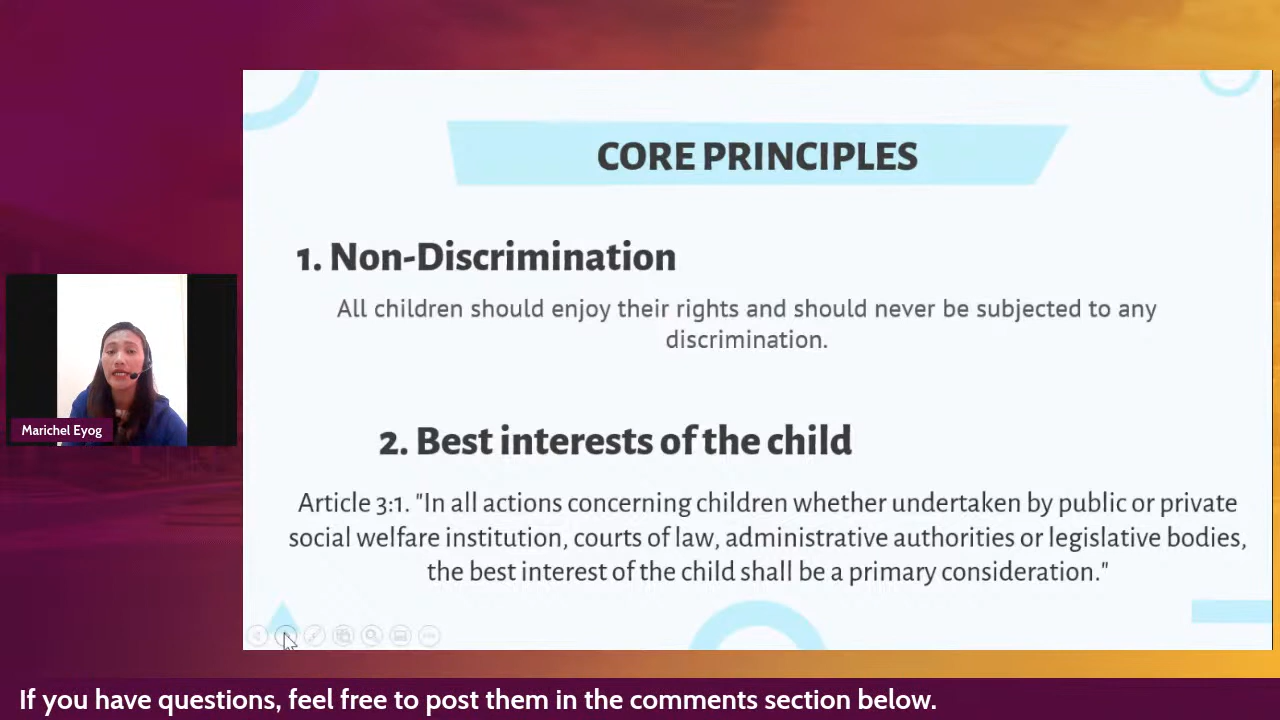 CORE PRINCIPLES
1. Non-Discrimination
All children should enjoy their rights and should never be subjected to any
discrimination.
2. Best interests of the child
Article 3:1. "In all actions concerning children whether undertaken by public or private
social welfare institution, courts of law, administrative authorities or legislative bodies,
the best interest of the child shall be a primary consideration."
Marichel Eyog
If you have questions, feel free to post them in the comments section below.